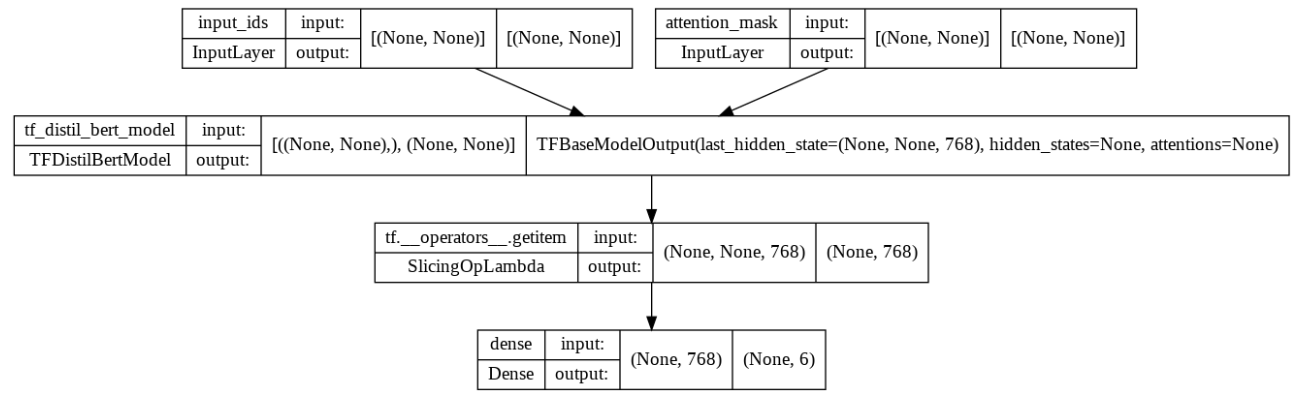 input_ids input: [(None, None)] [(None, None)]
InputLayer output:
attention_mask input: [(None, None)] [(None, None)]
InputLayer output:
tf_distil_bert_model input: [((None, None),), (None, None)] TFBaseModelOutput(last_hidden_state=(None, None, 768), hidden_states=None, attentions=None)
TFDistilBertModel output:
tf.__operators__.getitem input: (None, None, 768) (None, 768)
SlicingOpLambda output:
dense input: (None, 768) (None, 6)
Dense output: